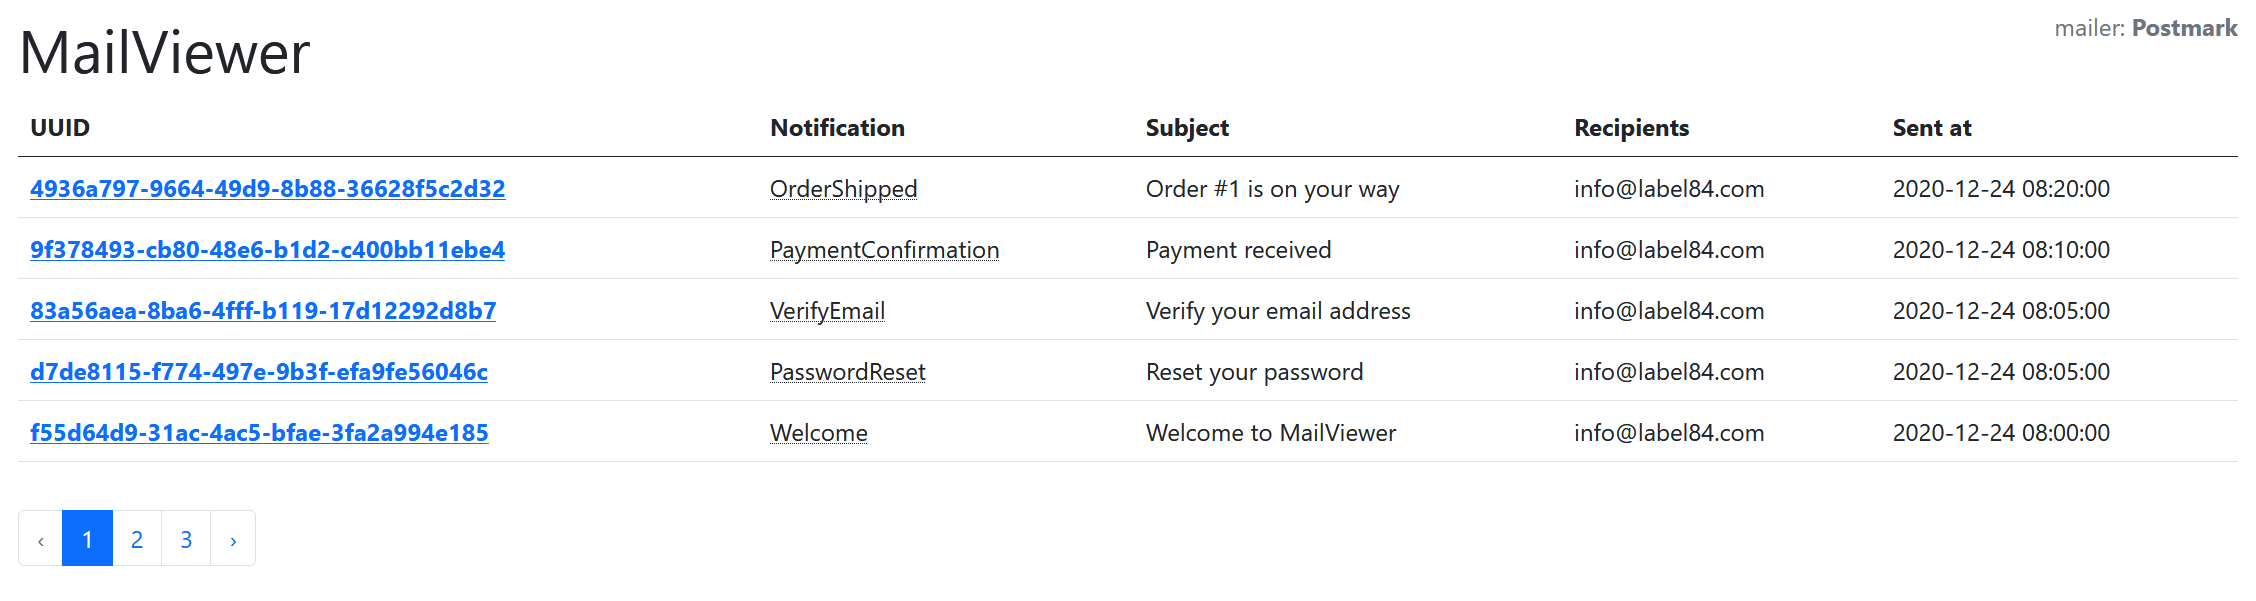 MailViewer
mailer: Postmark
UUID Notification Subject Recipients Sent at
4936a797-9664-49d9-8b88-36628f5c2d32 OrderShipped Order #1 is on your way info@label84.com 2020-12-24 08:20:00
9f378493-cb80-48e6-b1d2-c400bb11ebe4 PaymentConfirmation Payment received info@label84.com 2020-12-24 08:10:00
83a56aea-8ba6-4fff-b119-17d12292d8b7 VerifyEmail Verify your email address info@label84.com 2020-12-24 08:05:00
d7de8115-f774-497e-9b3f-efa9fe56046c PasswordReset Reset your password info@label84.com 2020-12-24 08:05:00
f55d64d9-31ac-4ac5-bfae-3fa2a994e185 Welcome Welcome to MailViewer info@label84.com 2020-12-24 08:00:00
‹ 1 2 3 ›